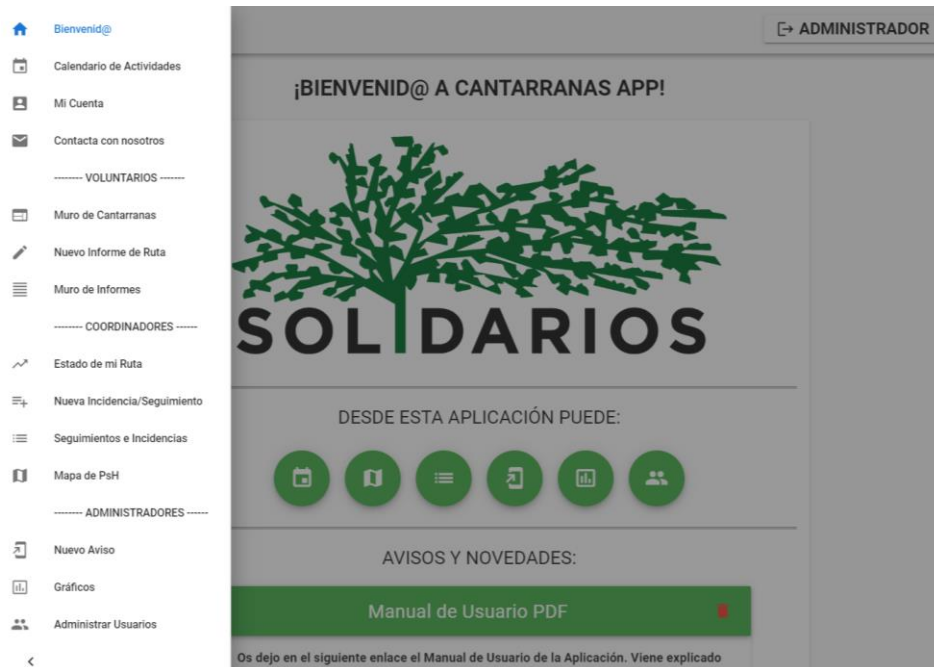 Bienvenid@
Calendario de Actividades
Mi Cuenta
Contacta con nosotros
-------- VOLUNTARIOS -------
Muro de Cantarranas
Nuevo Informe de Ruta
Muro de Informes
-------- COORDINADORES ------
Estado de mi Ruta
Nueva Incidencia/Seguimiento
Seguimientos e Incidencias
Mapa de PsH
-------- ADMINISTRADORES ------
Nuevo Aviso
Gráficos
Administrar Usuarios
ADMINISTRADOR
¡BIENVENID@ A CANTARRANAS APP!
SOLIDARIOS
DESDE ESTA APLICACIÓN PUEDE:
AVISOS Y NOVEDADES:
Manual de Usuario PDF
Os dejo en el siguiente enlace el Manual de Usuario de la Aplicación. Viene explicado